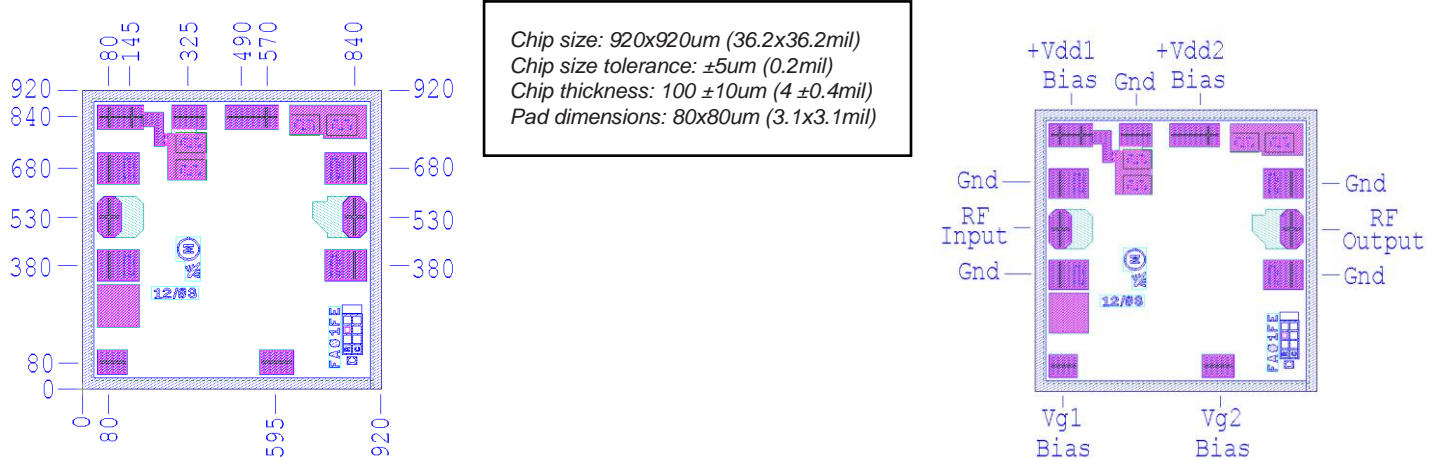 80
145
325
490
570
840
920
840
680
530
380
80
0
920
680
530
380
0
80
595
920
12/03
FA01FE
Chip size: 920x920um (36.2x36.2mil)
Chip size tolerance: ±5um (0.2mil)
Chip thickness: 100 ±10um (4 ±0.4mil)
Pad dimensions: 80x80um (3.1x3.1mil)
+Vdd1
Bias
Gnd
+Vdd2
Bias
Gnd
RF
Input
Gnd
Gnd
RF
Output
Gnd
12/03
FA01FE
Vg1
Bias
Vg2
Bias